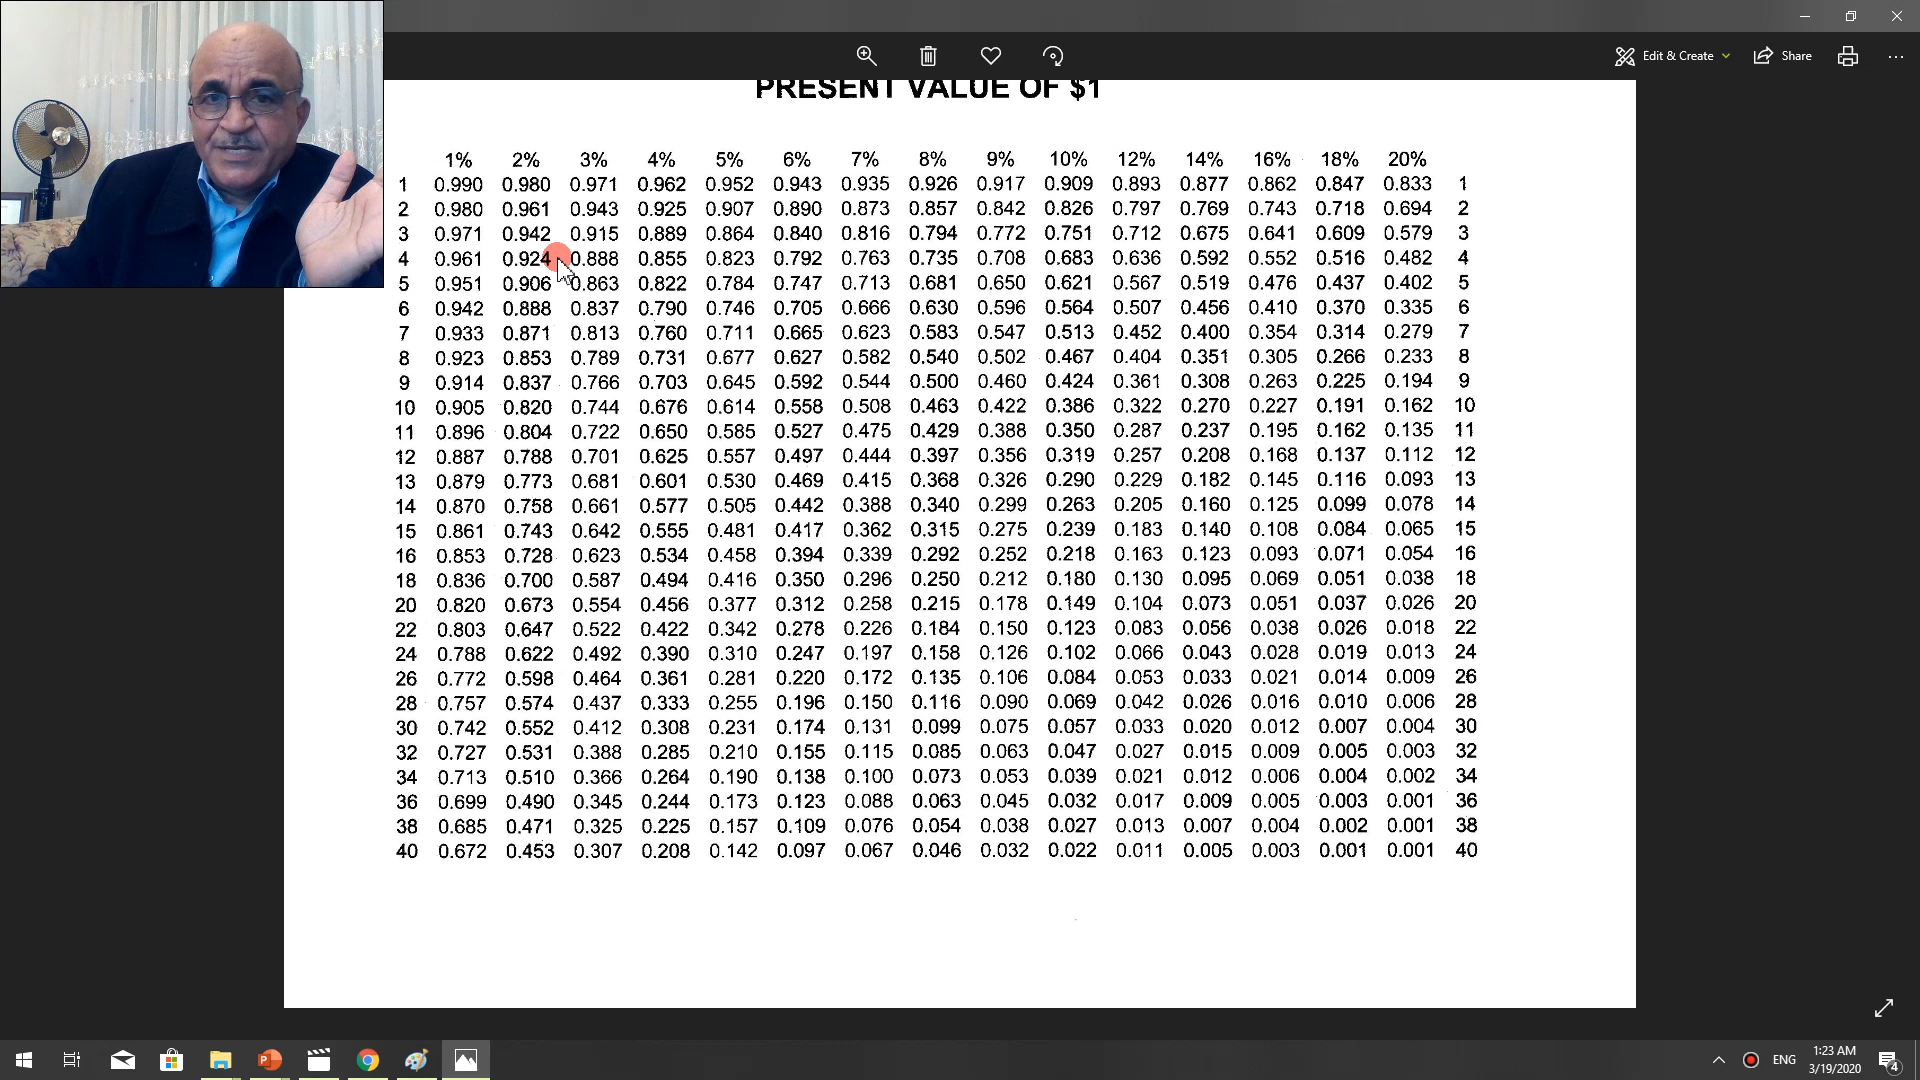 Edit & Create
Share
PRESENT VALUE OF $1
1% 2% 3% 4% 5% 6% 7% 8% 9% 10% 12% 14% 16% 18% 20%
1 0.990 0.980 0.971 0.962 0.952 0.943 0.935 0.926 0.917 0.909 0.893 0.877 0.862 0.847 0.833 1
2 0.980 0.961 0.943 0.925 0.907 0.890 0.873 0.857 0.842 0.826 0.797 0.769 0.743 0.718 0.694 2
3 0.971 0.942 0.915 0.889 0.864 0.840 0.816 0.794 0.772 0.751 0.712 0.675 0.641 0.609 0.579 3
4 0.961 0.924 0.888 0.855 0.823 0.792 0.763 0.735 0.708 0.683 0.636 0.592 0.552 0.516 0.482 4
5 0.951 0.906 0.863 0.822 0.784 0.747 0.713 0.681 0.650 0.621 0.567 0.519 0.476 0.437 0.402 5
6 0.942 0.888 0.837 0.790 0.746 0.705 0.666 0.630 0.596 0.564 0.507 0.456 0.410 0.370 0.335 6
7 0.933 0.871 0.813 0.760 0.711 0.665 0.623 0.583 0.547 0.513 0.452 0.400 0.354 0.314 0.279 7
8 0.923 0.853 0.789 0.731 0.677 0.627 0.582 0.540 0.502 0.467 0.404 0.351 0.305 0.266 0.233 8
9 0.914 0.837 0.766 0.703 0.645 0.592 0.544 0.500 0.460 0.424 0.361 0.308 0.263 0.225 0.194 9
10 0.905 0.820 0.744 0.676 0.614 0.558 0.508 0.463 0.422 0.386 0.322 0.270 0.227 0.191 0.162 10
11 0.896 0.804 0.722 0.650 0.585 0.527 0.475 0.429 0.388 0.350 0.287 0.237 0.195 0.162 0.135 11
12 0.887 0.788 0.701 0.625 0.557 0.497 0.444 0.397 0.356 0.319 0.257 0.208 0.168 0.137 0.112 12
13 0.879 0.773 0.681 0.601 0.530 0.469 0.415 0.368 0.326 0.290 0.229 0.182 0.145 0.116 0.093 13
14 0.870 0.758 0.661 0.577 0.505 0.442 0.388 0.340 0.299 0.263 0.205 0.160 0.125 0.099 0.078 14
15 0.861 0.743 0.642 0.555 0.481 0.417 0.362 0.315 0.275 0.239 0.183 0.140 0.108 0.084 0.065 15
16 0.853 0.728 0.623 0.534 0.458 0.394 0.339 0.292 0.252 0.218 0.163 0.123 0.093 0.071 0.054 16
18 0.836 0.700 0.587 0.494 0.416 0.350 0.296 0.250 0.212 0.180 0.130 0.095 0.069 0.051 0.038 18
20 0.820 0.673 0.554 0.456 0.377 0.312 0.258 0.215 0.178 0.149 0.104 0.073 0.051 0.037 0.026 20
22 0.803 0.647 0.522 0.422 0.342 0.278 0.226 0.184 0.150 0.123 0.083 0.056 0.038 0.026 0.018 22
24 0.788 0.622 0.492 0.390 0.310 0.247 0.197 0.158 0.126 0.102 0.066 0.043 0.028 0.019 0.013 24
26 0.772 0.598 0.464 0.361 0.281 0.220 0.172 0.135 0.106 0.084 0.053 0.033 0.021 0.014 0.009 26
28 0.757 0.574 0.437 0.333 0.255 0.196 0.150 0.116 0.090 0.069 0.042 0.026 0.016 0.010 0.006 28
30 0.742 0.552 0.412 0.308 0.231 0.174 0.131 0.099 0.075 0.057 0.033 0.020 0.012 0.007 0.004 30
32 0.727 0.531 0.388 0.285 0.210 0.155 0.115 0.085 0.063 0.047 0.027 0.015 0.009 0.005 0.003 32
34 0.713 0.510 0.366 0.264 0.190 0.138 0.100 0.073 0.053 0.039 0.021 0.012 0.006 0.004 0.002 34
36 0.699 0.490 0.345 0.244 0.173 0.123 0.088 0.063 0.045 0.032 0.017 0.009 0.005 0.003 0.001 36
38 0.685 0.471 0.325 0.225 0.157 0.109 0.076 0.054 0.038 0.027 0.013 0.007 0.004 0.002 0.001 38
40 0.672 0.453 0.307 0.208 0.142 0.097 0.067 0.046 0.032 0.022 0.011 0.005 0.003 0.001 0.001 40
P
ENG
1:23 AM
3/19/2020
4